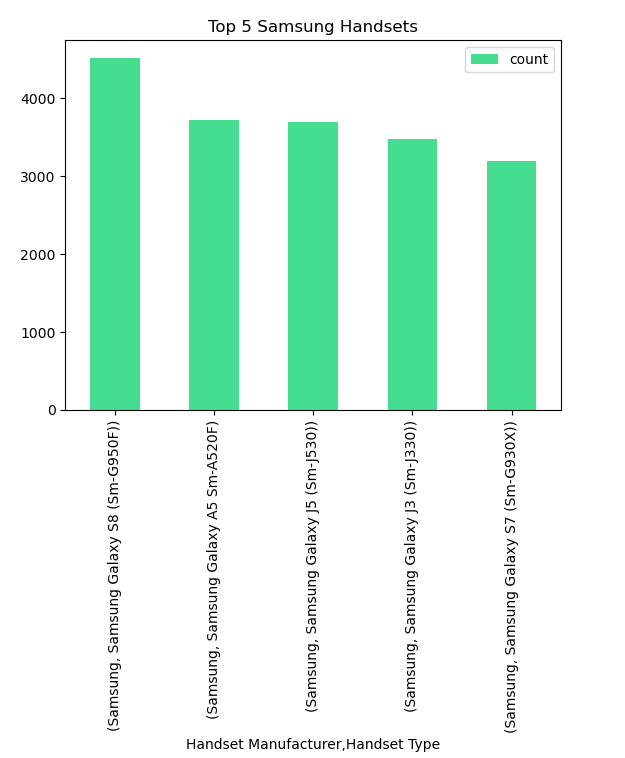 Top 5 Samsung Handsets
count
4000
3000
2000
1000
0
(Samsung, Samsung Galaxy S8 (Sm-G950F))
(Samsung, Samsung Galaxy A5 Sm-A520F)
(Samsung, Samsung Galaxy J5 (Sm-J530))
(Samsung, Samsung Galaxy J3 (Sm-J330))
(Samsung, Samsung Galaxy S7 (Sm-G930X))
Handset Manufacturer,Handset Type